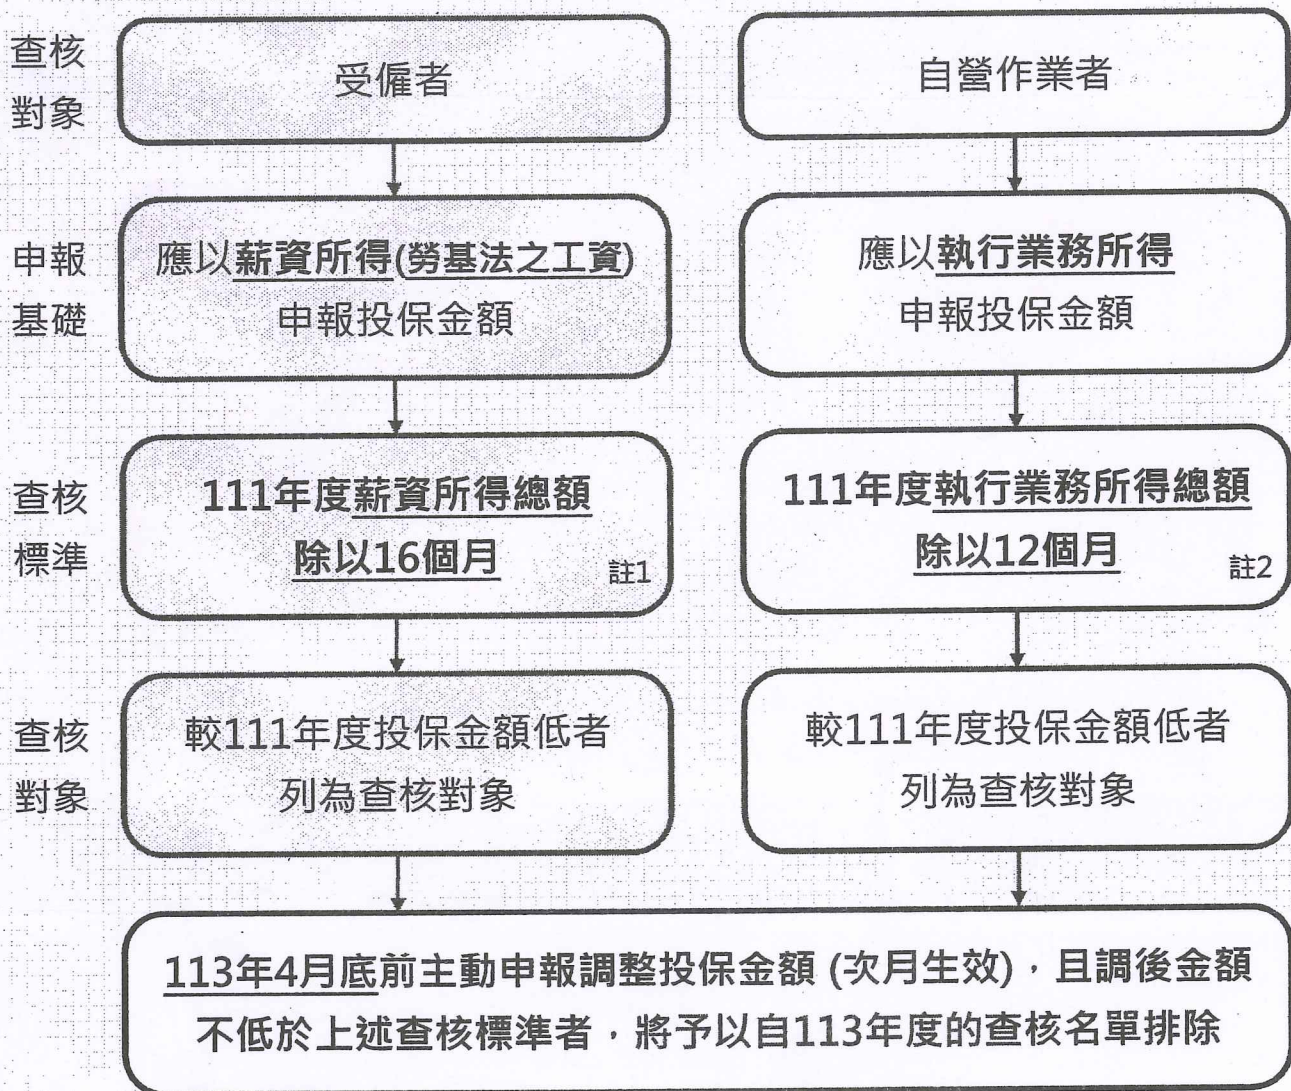 查核
對象
受僱者
自營作業者
申報
基礎
應以薪資所得(勞基法之工資)
申報投保金額
應以執行業務所得
申報投保金額
查核
標準
111年度薪資所得總額
除以16個月 註1
111年度執行業務所得總額
除以12個月 註2
查核
對象
較111年度投保金額低者
列為查核對象
較111年度投保金額低者
列為查核對象
113年4月底前主動申報調整投保金額 (次月生效)，且調後金額
不低於上述查核標準者，將予以自113年度的查核名單排除